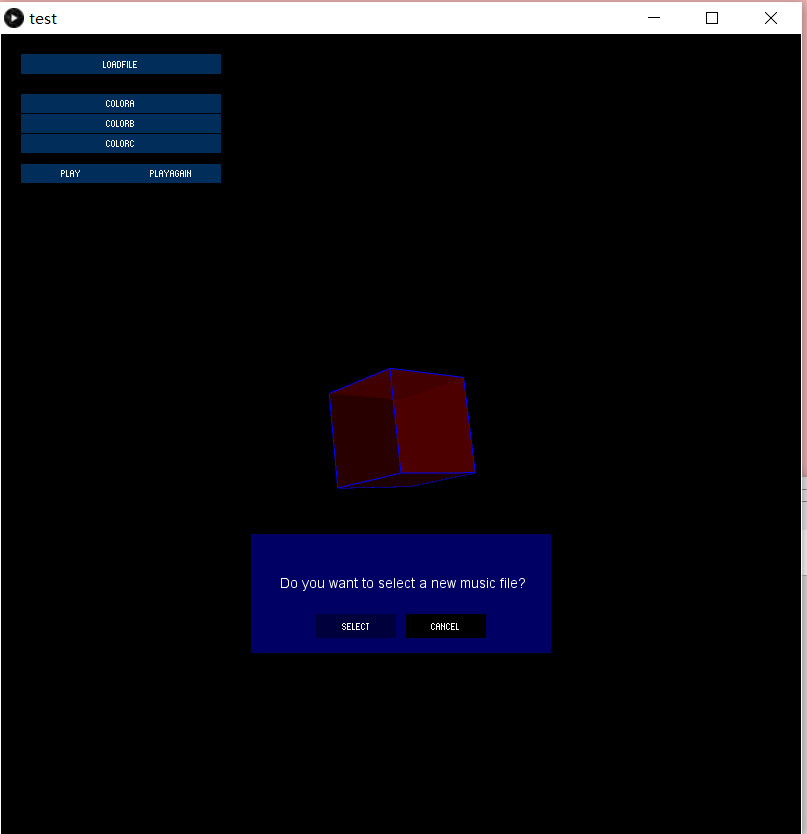 test
LOADFILE
COLORA
COLORB
COLORC
PLAY PLAYAGAIN
Do you want to select a new music file?
SELECT CANCEL